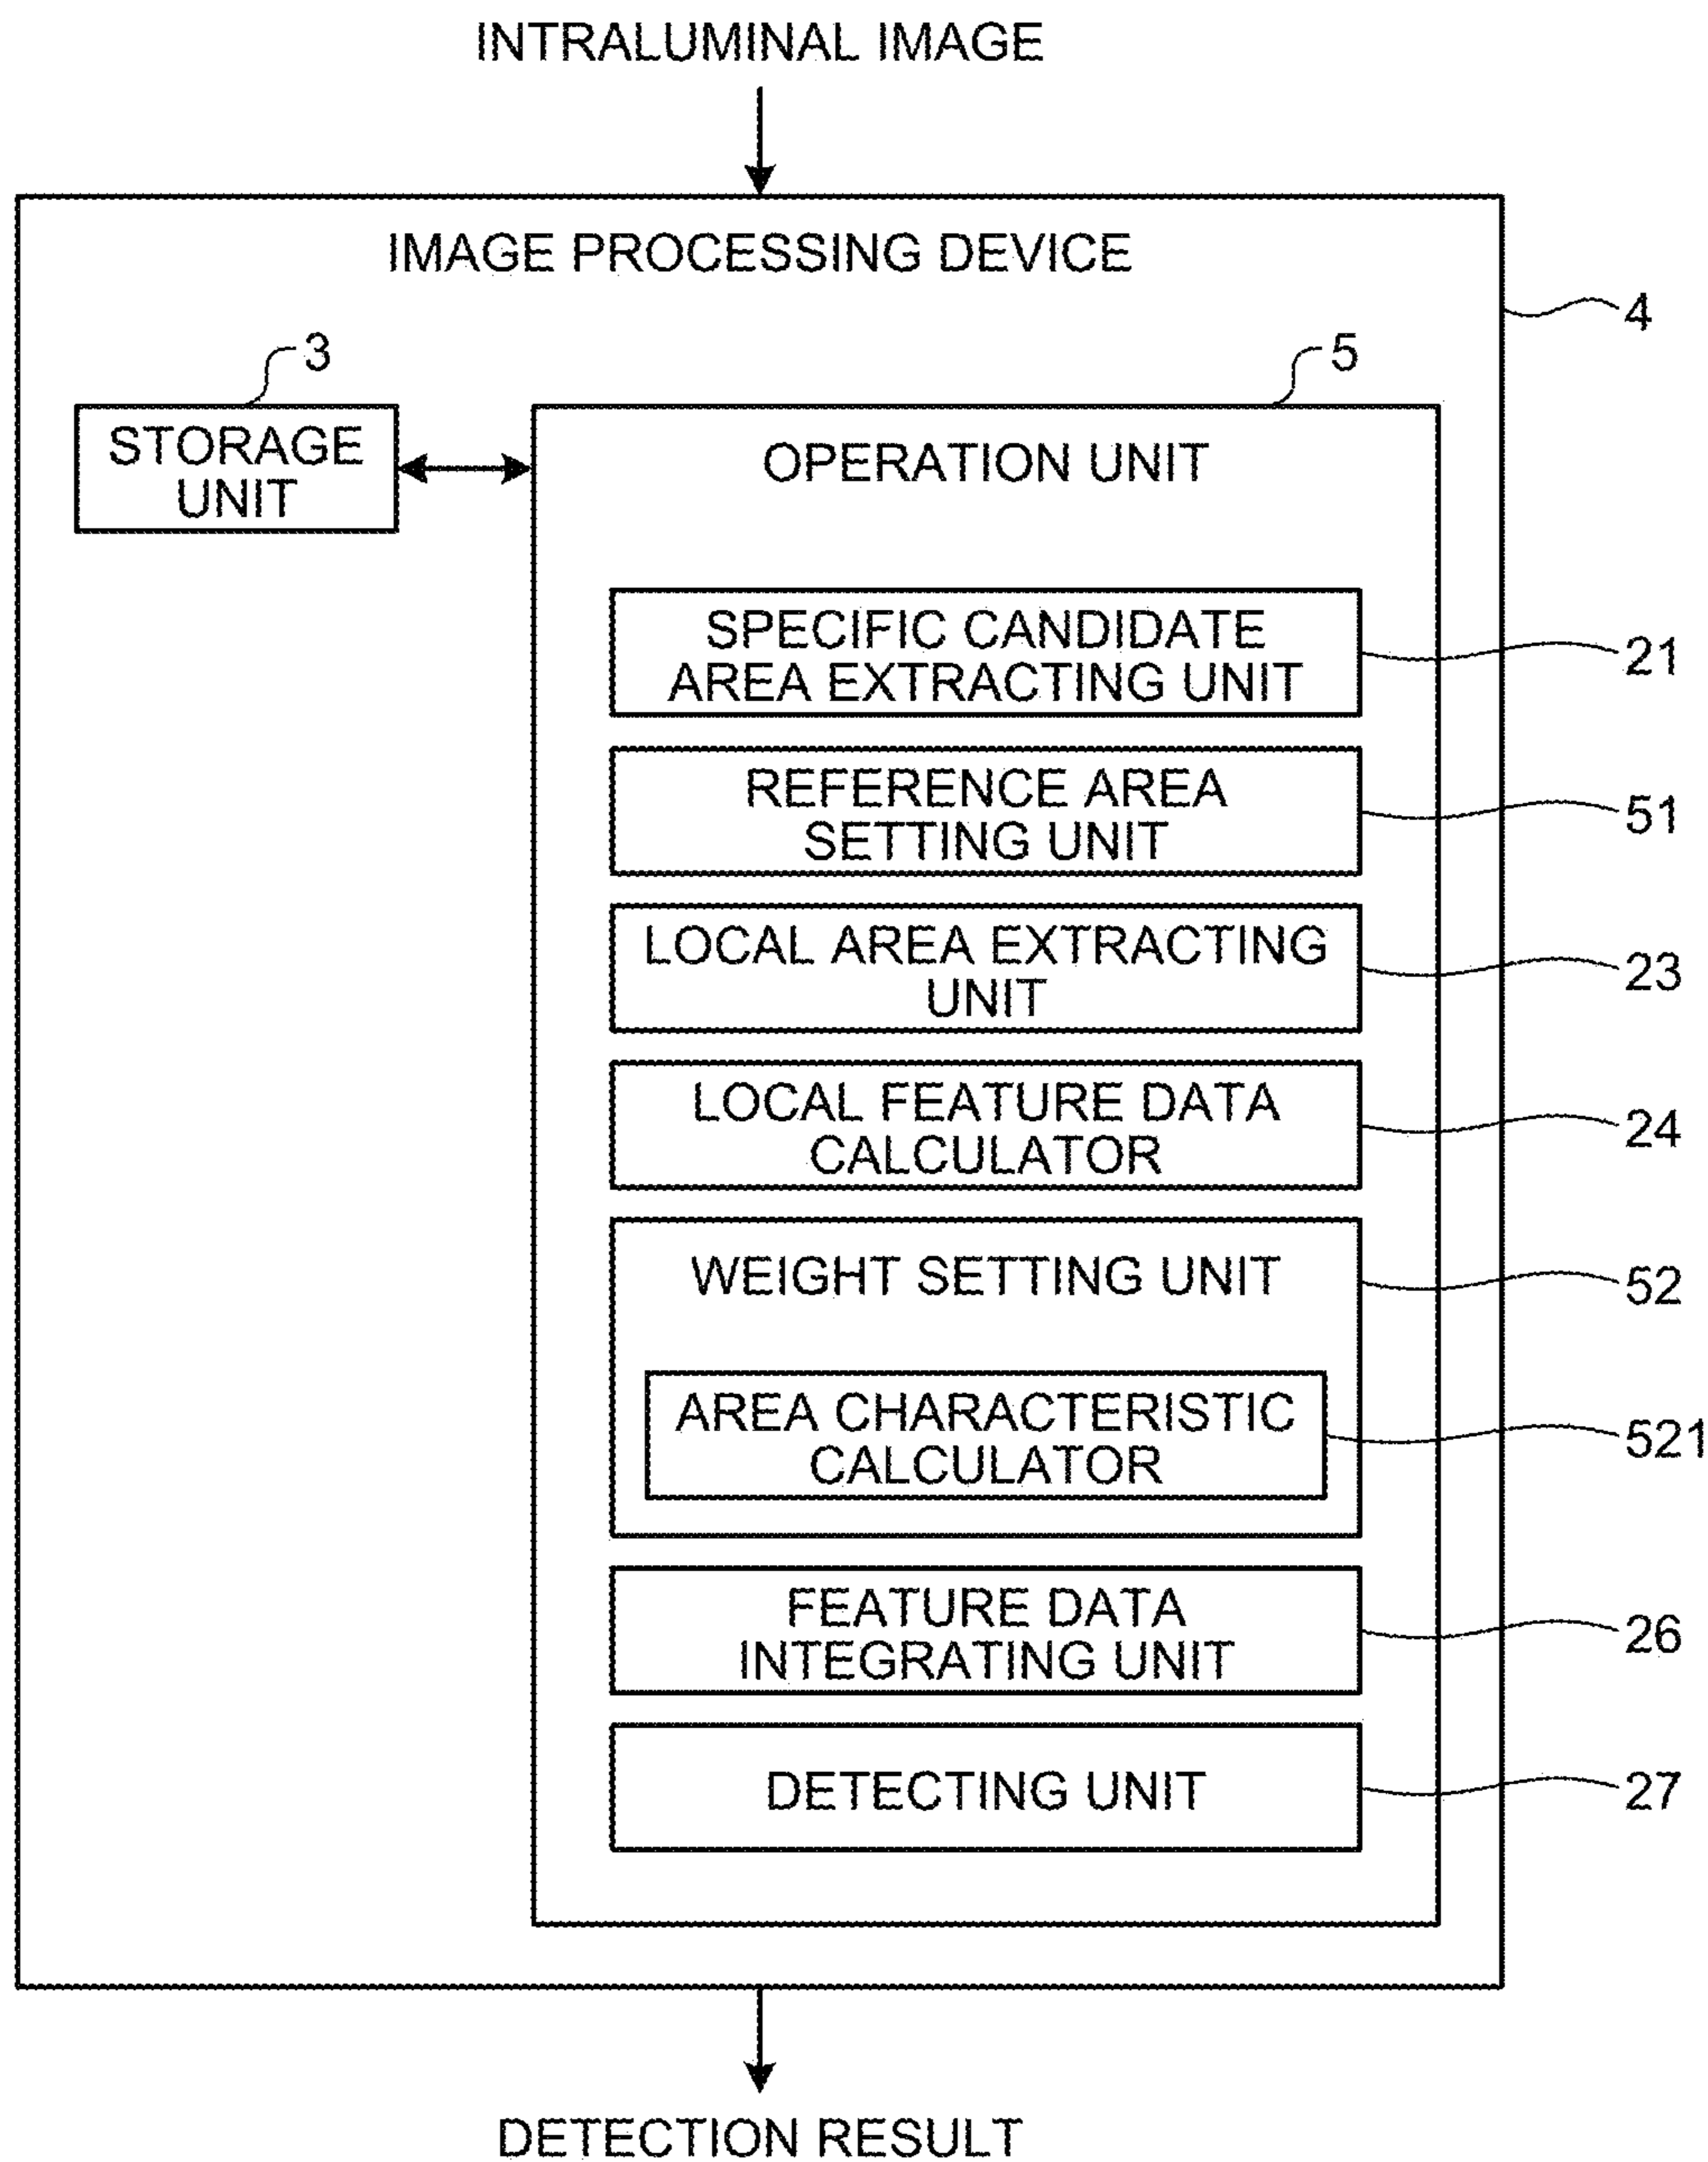 INTRALUMINAL IMAGE
IMAGE PROCESSING DEVICE
4
3
5
STORAGE
UNIT
OPERATION UNIT
SPECIFIC CANDIDATE
AREA EXTRACTING UNIT
21
REFERENCE AREA
SETTING UNIT
51
LOCAL AREA EXTRACTING
UNIT
23
LOCAL FEATURE DATA
CALCULATOR
24
WEIGHT SETTING UNIT
52
AREA CHARACTERISTIC
CALCULATOR
521
FEATURE DATA
INTEGRATING UNIT
26
DETECTING UNIT
27
DETECTION RESULT